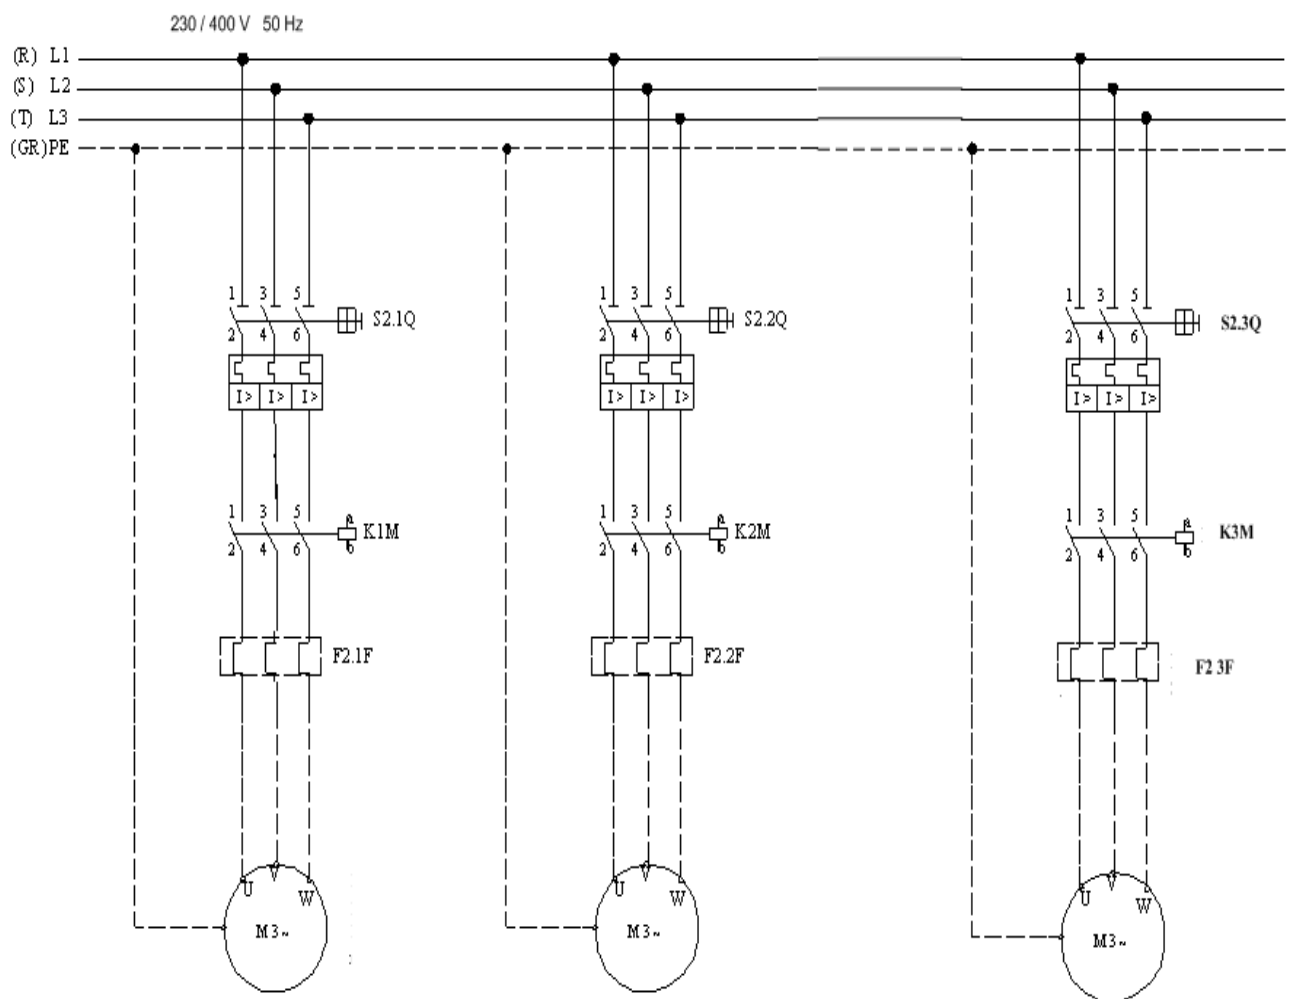 230 / 400 V 50 Hz
(R) L1
(S) L2
(T) L3
(GR)PE
1 3 5 1 3 5 1 3 5
S2.1Q S2.2Q S2.3Q
2 4 6 2 4 6 2 4 6
I> I> I> I> I> I> I> I> I>
1 3 5 a 1 3 5 a 1 3 5 a
K1M K2M K3M
2 4 6 b 2 4 6 b 2 4 6 b
F2.1F F2.2F F2 3F
U V W U V W U V W
M3~ M3~ M3~